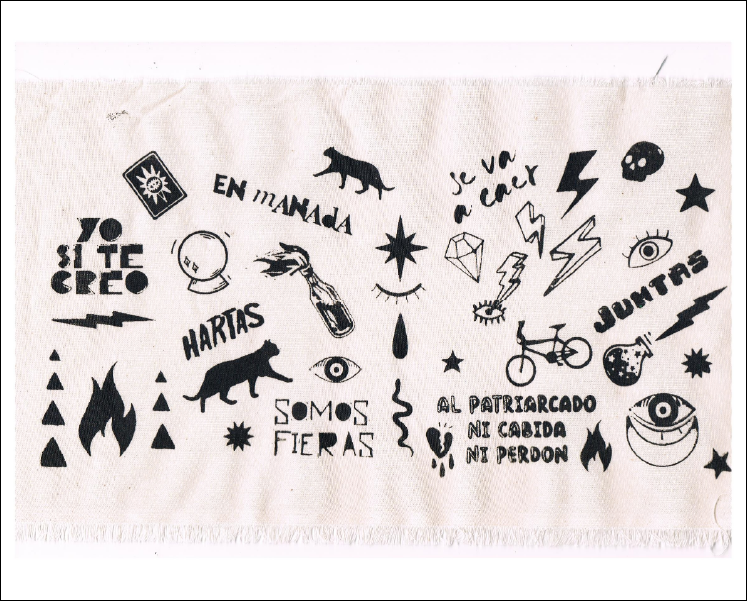 EN mANAdA
se va
a caer
YO
SI TE
CREO
JUNTAS
HARTAS
SOMOS
FIERAS
AL PATRIARCADO
NI CABIDA
NI PERDON